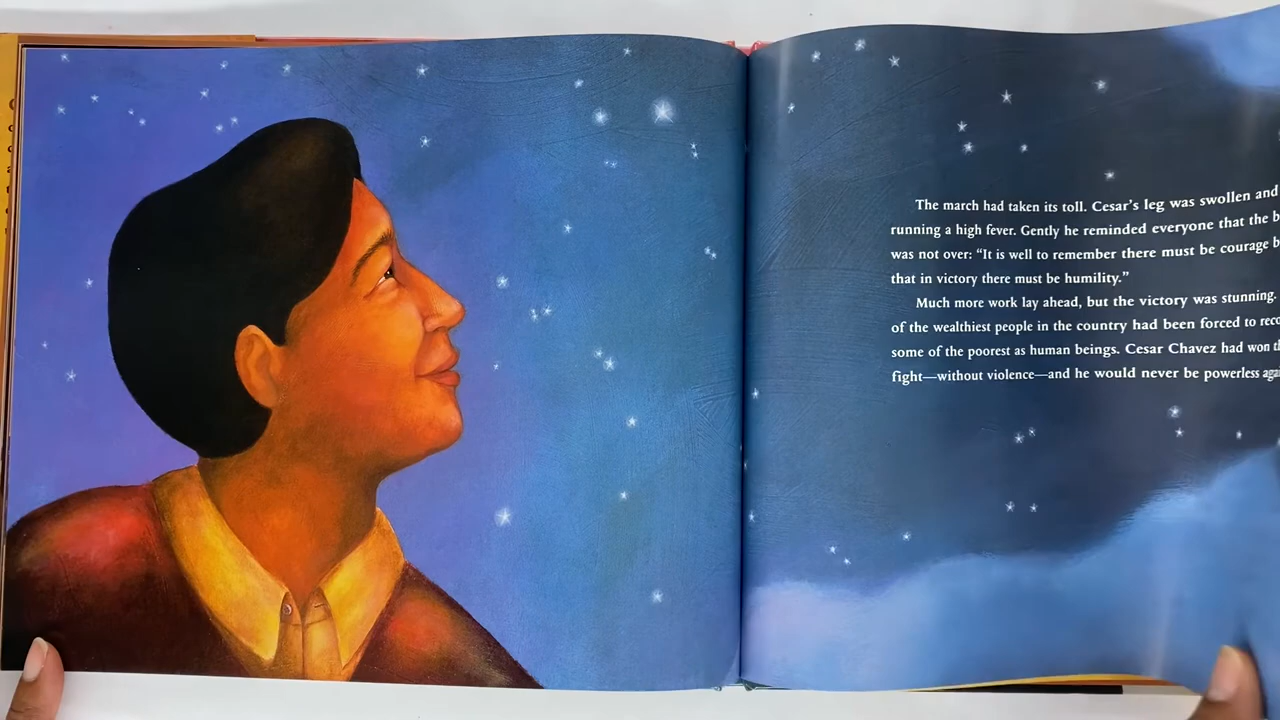 The march had taken its toll. Cesar's leg was swollen and
running a high fever. Gently he reminded everyone that the
was not over: “It is well to remember there must be courage
that in victory there must be humility.”
Much more work lay ahead, but the victory was stunning.
of the wealthiest people in the country had been forced to
some of the poorest as human beings. Cesar Chavez had won
fight—without violence—and he would never be powerless